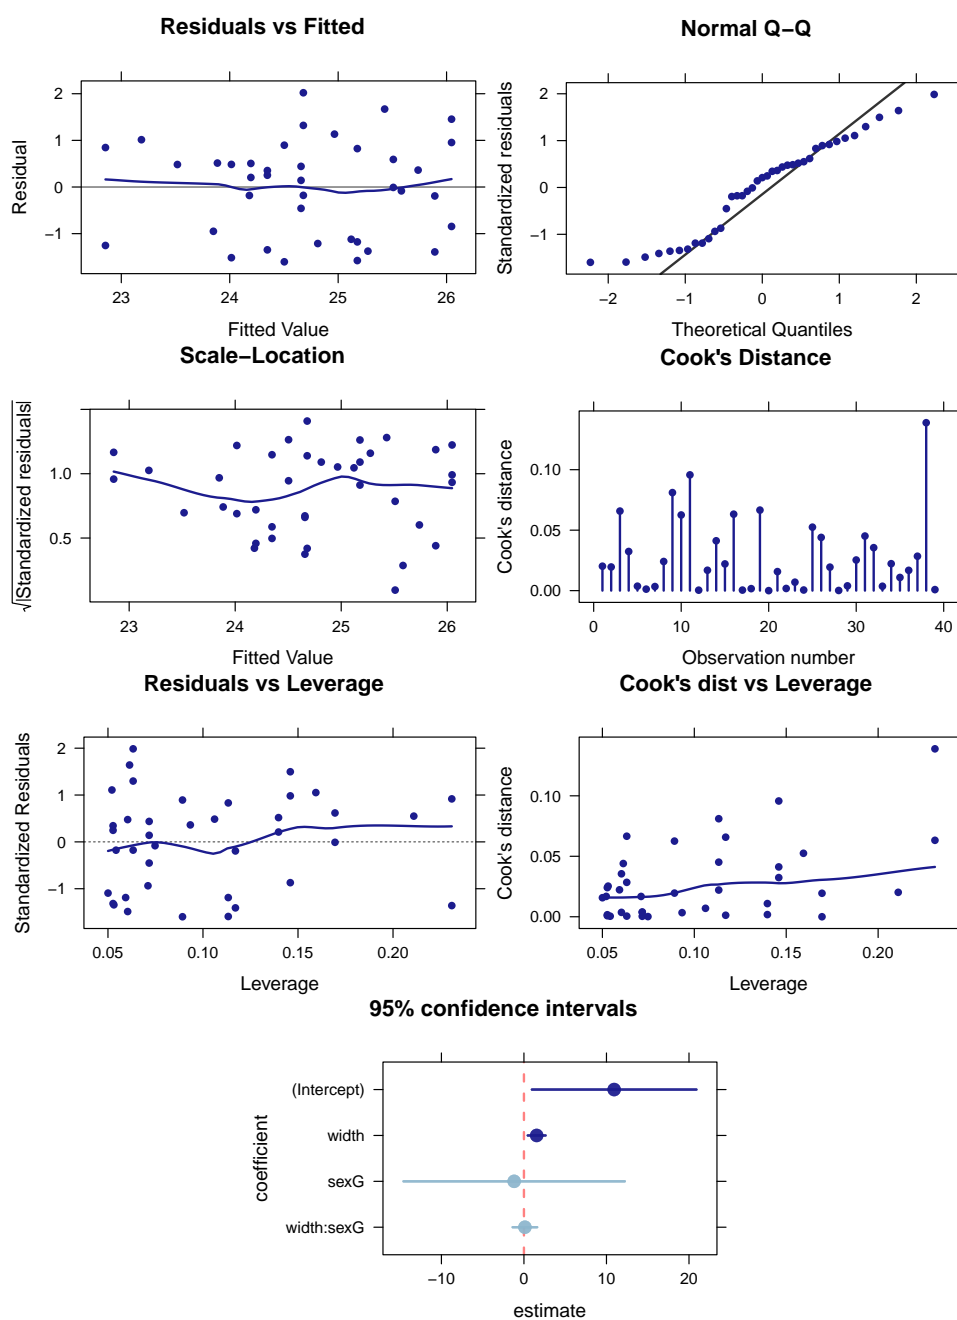 Residuals vs Fitted
Residual
2
1
0
−1
23 24 25 26
Fitted Value
Normal Q−Q
Standardized residuals
2
1
0
−1
−2 −1 0 1 2
Theoretical Quantiles
Scale−Location
√|Standardized residuals|
1.0
0.5
23 24 25 26
Fitted Value
Cook's Distance
Cook's distance
0.10
0.05
0.00
0 10 20 30 40
Observation number
Residuals vs Leverage
Standardized Residuals
2
1
0
−1
0.05 0.10 0.15 0.20
Leverage
Cook's dist vs Leverage
Cook's distance
0.10
0.05
0.00
0.05 0.10 0.15 0.20
Leverage
95% confidence intervals
coefficient
(Intercept)
width
sexG
width:sexG
−10 0 10 20
estimate